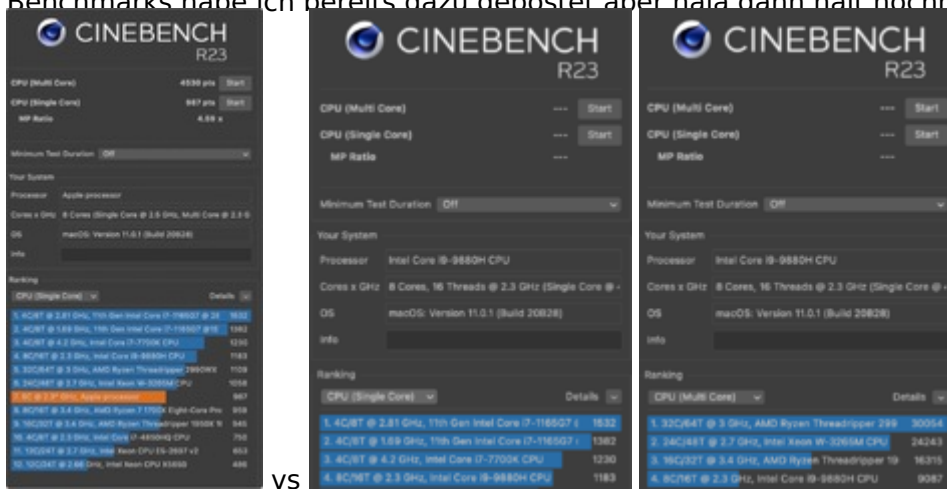 Benchmarks habe ich bereits dazu gepostet aber naja dann halt
CINEBENCH
R23
CPU (Multi Core) 4530 pts Start
CPU (Single Core) 987 pts Start
MP Ratio 4.59 x
Minimum Test Duration Off
Your System
Processor Apple processor
Cores x GHz 8 Cores (Single Core @ 2.5 GHz, Multi Core @ 2.3 G
OS macOS: Version 11.0.1 (Build 20B28)
Info
Ranking
CPU (Single Core) Details
1. 4C/8T @ 2.81 GHz, 11th Gen Intel Core i7-1165G7 @ 28 1532
2. 4C/8T @ 1.69 GHz, 11th Gen Intel Core i7-1165G7 @15 1382
3. 4C/8T @ 4.2 GHz, Intel Core i7-7700K CPU 1230
4. 8C/16T @ 2.3 GHz, Intel Core i9-9880H CPU 1183
5. 32C/64T @ 3 GHz, AMD Ryzen Threadripper 2990WX 1109
6. 24C/48T @ 2.7 GHz, Intel Xeon W-3265M CPU 1058
Apple processor 987
8. 8C/16T @ 3.4 GHz, AMD Ryzen 7 1700X Eight-Core Pro 959
9. 16C/32T @ 3.4 GHz, AMD Ryzen Threadripper 1950X 1 945
10. 4C/8T @ 2.3 GHz, Intel Core i7-4850HQ CPU 750
11. 12C/24T @ 2.7 GHz, Intel Xeon CPU E5-2697 v2 653
12. 12C/24T @ 2.66 GHz, Intel Xeon CPU X5650 486
vs
CINEBENCH
R23
CPU (Multi Core) --- Start
CPU (Single Core) --- Start
MP Ratio ---
Minimum Test Duration Off
Your System
Processor Intel Core i9-9880H CPU
Cores x GHz 8 Cores, 16 Threads @ 2.3 GHz (Single Core @
OS macOS: Version 11.0.1 (Build 20B28)
Info
Ranking
CPU (Single Core) Details
1. 4C/8T @ 2.81 GHz, 11th Gen Intel Core i7-1165G7 1532
2. 4C/8T @ 1.69 GHz, 11th Gen Intel Core i7-1165G7 1382
3. 4C/8T @ 4.2 GHz, Intel Core i7-7700K CPU 1230
4. 8C/16T @ 2.3 GHz, Intel Core i9-9880H CPU 1183
CINEBENCH
R23
CPU (Multi Core) --- Start
CPU (Single Core) --- Start
MP Ratio ---
Minimum Test Duration Off
Your System
Processor Intel Core i9-9880H CPU
Cores x GHz 8 Cores, 16 Threads @ 2.3 GHz (Single Core @
OS macOS: Version 11.0.1 (Build 20B28)
Info
Ranking
CPU (Multi Core) Details
1. 32C/64T @ 3 GHz, AMD Ryzen Threadripper 299 30054
2. 24C/48T @ 2.7 GHz, Intel Xeon W-3265M CPU 24243
3. 16C/32T @ 3.4 GHz, AMD Ryzen Threadripper 19 16315
4. 8C/16T @ 2.3 GHz, Intel Core i9-9880H CPU 9087